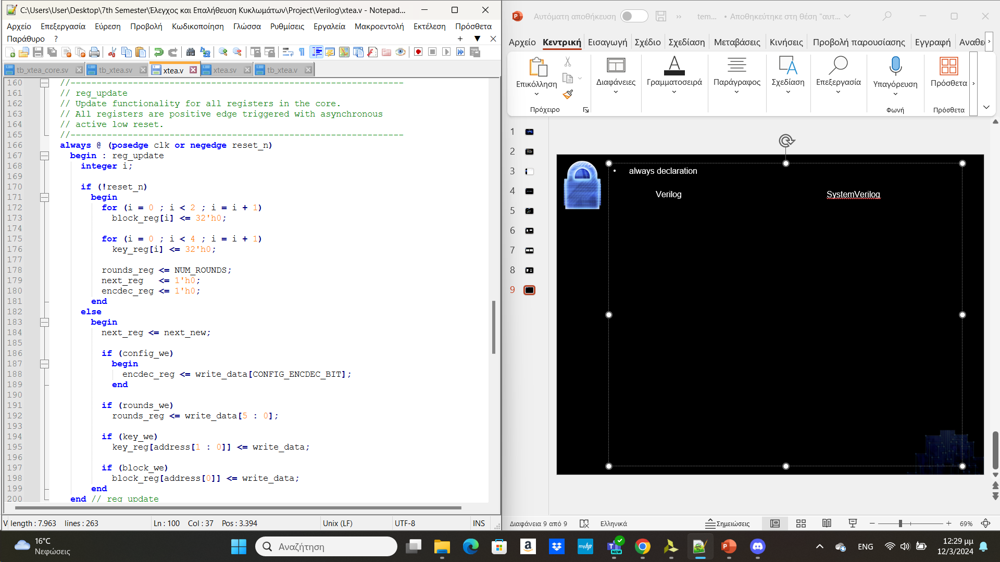 C:\Users\User\Desktop\7th Semester\Έλεγχος και Επαλήθευση Κυκλωμάτων\Project\Verilog\xtea.v - Notepad...
Αρχείο Επεξεργασία Εύρεση Προβολή Κωδικοποίηση Γλώσσα Ρυθμίσεις Εργαλεία Μακροεντολή Εκτέλεση Πρόσθετα
Παράθυρο ?
tb_xtea_core.sv tb_xtea.sv xtea.v xtea.sv tb_xtea.v
160 //----------------------------------------------------------------
161 // reg_update
162 // Update functionality for all registers in the core.
163 // All registers are positive edge triggered with asynchronous
164 // active low reset.
165 //----------------------------------------------------------------
166 always @ (posedge clk or negedge reset_n)
167 begin : reg_update
168 integer i;
169
170 if (!reset_n)
171 begin
172 for (i = 0 ; i < 2 ; i = i + 1)
173 block_reg[i] <= 32'h0;
174
175 for (i = 0 ; i < 4 ; i = i + 1)
176 key_reg[i] <= 32'h0;
177
178 rounds_reg <= NUM_ROUNDS;
179 next_reg <= 1'h0;
180 encdec_reg <= 1'h0;
181 end
182 else
183 begin
184 next_reg <= next_new;
185
186 if (config_we)
187 begin
188 encdec_reg <= write_data[CONFIG_ENCDEC_BIT];
189 end
190
191 if (rounds_we)
192 rounds_reg <= write_data[5 : 0];
193
194 if (key_we)
195 key_reg[address[1 : 0]] <= write_data;
196
197 if (block_we)
198 block_reg[address[0]] <= write_data;
199 end
200 end // reg_update
length : 7.963 lines : 263 Ln : 100 Col : 37 Pos : 3.394 Unix (LF) UTF-8 INS
Αυτόματη αποθήκευση tem... • Αποθηκεύτηκε στη θέση "αυτ...
Αρχείο Κεντρική Εισαγωγή Σχέδιο Σχεδίαση Μεταβάσεις Κινήσεις Προβολή παρουσίασης Εγγραφή Αναθε
Επικόλληση Διαφάνειες Γραμματοσειρά Παράγραφος Σχεδίαση Επεξεργασία Υπαγόρευση Πρόσθετα
Πρόχειρο Φωνή Πρόσθετα
1
2
3
4
5
6
7
8
9
• always declaration
Verilog SystemVerilog
Διαφάνεια 9 από 9 Ελληνικά Σημειώσεις 69%
16°C
Νεφώσεις
Αναζήτηση
ENG
12:29 μμ
12/3/2024